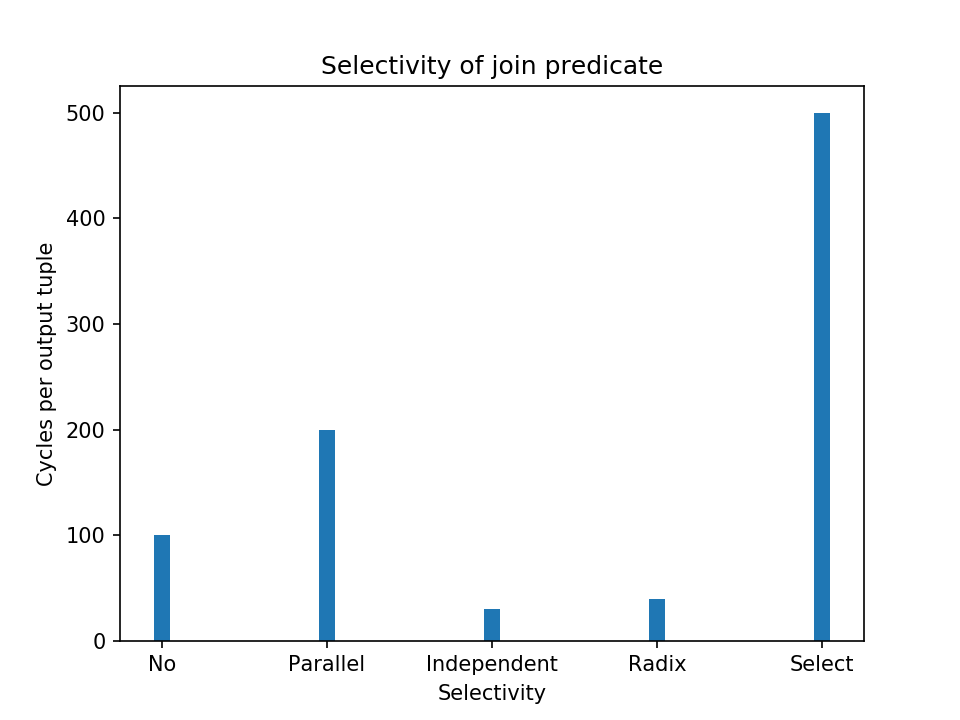 Selectivity of join predicate
500
400
300
200
100
0
Cycles per output tuple
No Parallel Independent Radix Select
Selectivity